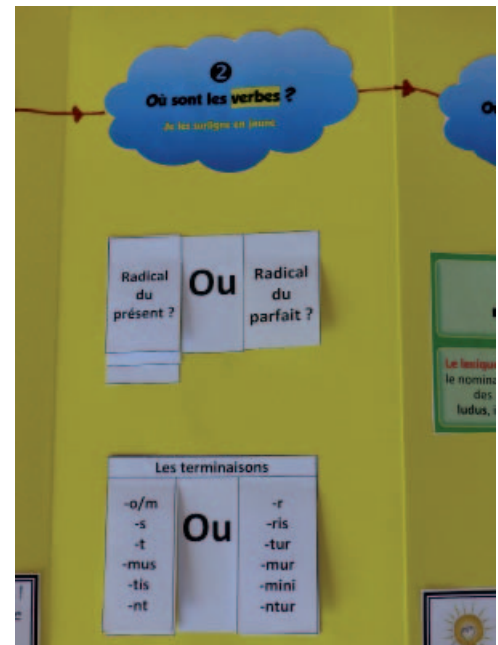 ❷
Où sont les verbes ?
Je les surligne en jaune
Radical
du
présent ?
Ou
Radical
du
parfait ?
Le lexique
le nomina
des
ludus, i
Les terminaisons
-o/m
-s
-t
-mus
-tis
-nt
Ou
-r
-ris
-tur
-mur
-mini
-ntur